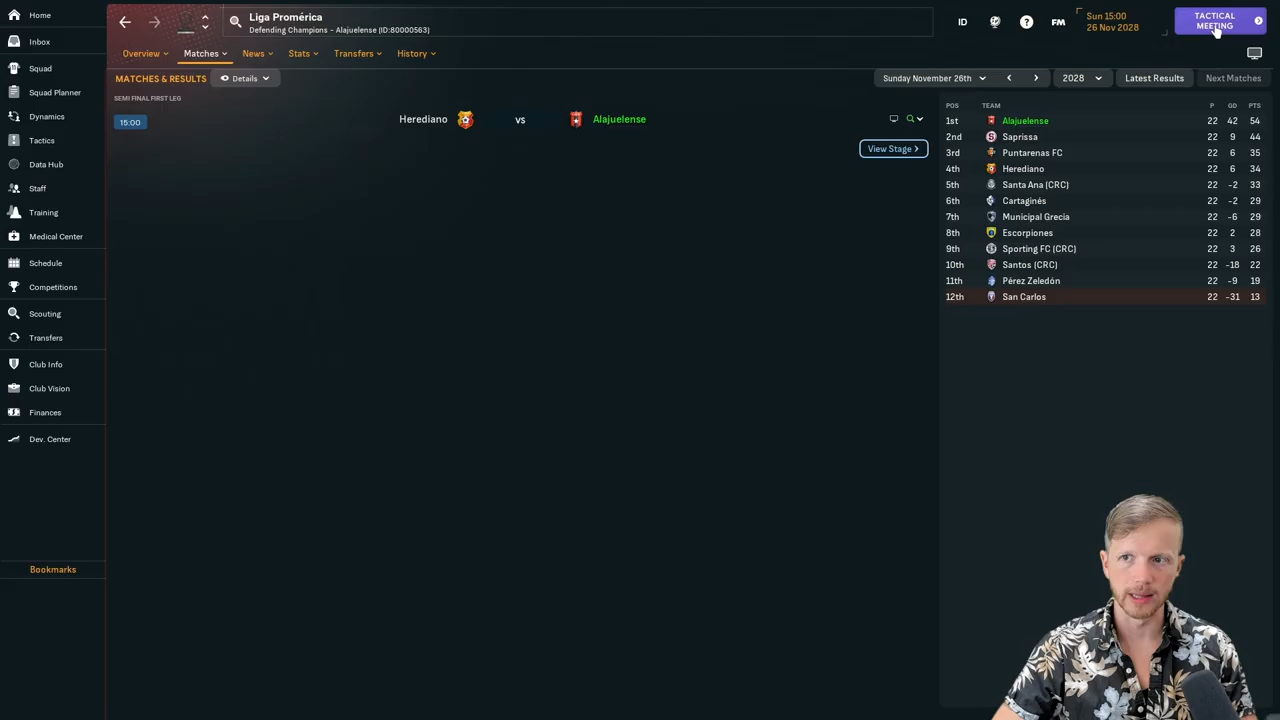 Home
Inbox
Squad
Squad Planner
Dynamics
Tactics
Data Hub
Staff
Training
Medical Center
Schedule
Competitions
Scouting
Transfers
Club Info
Club Vision
Finances
Dev. Center
Bookmarks
Liga Promérica
Defending Champions - Alajuelense (ID:80000563)
ID
?
FM
Sun 15:00
26 Nov 2028
TACTICAL
MEETING
Overview Matches News Stats Transfers History
MATCHES & RESULTS Details
Sunday November 26th 2028 Latest Results Next Matches
SEMI FINAL FIRST LEG
15:00 Herediano vs Alajuelense
View Stage >
POS TEAM P GD PTS
1st Alajuelense 22 42 54
2nd Saprissa 22 9 44
3rd Puntarenas FC 22 6 35
4th Herediano 22 6 34
5th Santa Ana (CRC) 22 -2 33
6th Cartaginés 22 -2 29
7th Municipal Grecia 22 -6 29
8th Escorpiones 22 2 28
9th Sporting FC (CRC) 22 3 26
10th Santos (CRC) 22 -18 22
11th Pérez Zeledón 22 -9 19
12th San Carlos 22 -31 13